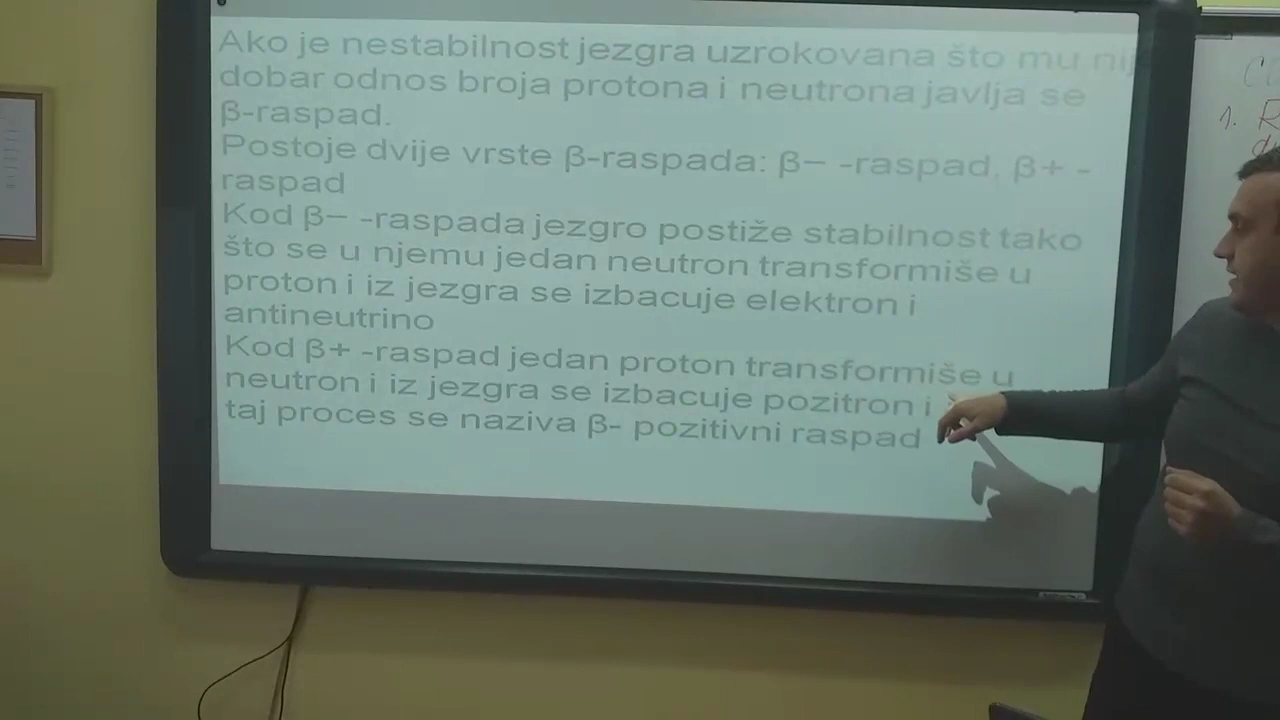 Ako je nestabilnost jezgra uzrokovana što mu
dobar odnos broja protona i neutrona javlja se
β-raspad.
Postoje dvije vrste β-raspada: β– -raspad, β+ -
raspad
Kod β– -raspada jezgro postiže stabilnost tako
što se u njemu jedan neutron transformiše u
proton i iz jezgra se izbacuje elektron i
antineutrino
Kod β+ -raspad jedan proton transformiše u
neutron i iz jezgra se izbacuje pozitron i
taj proces se naziva β- pozitivni raspad
1.